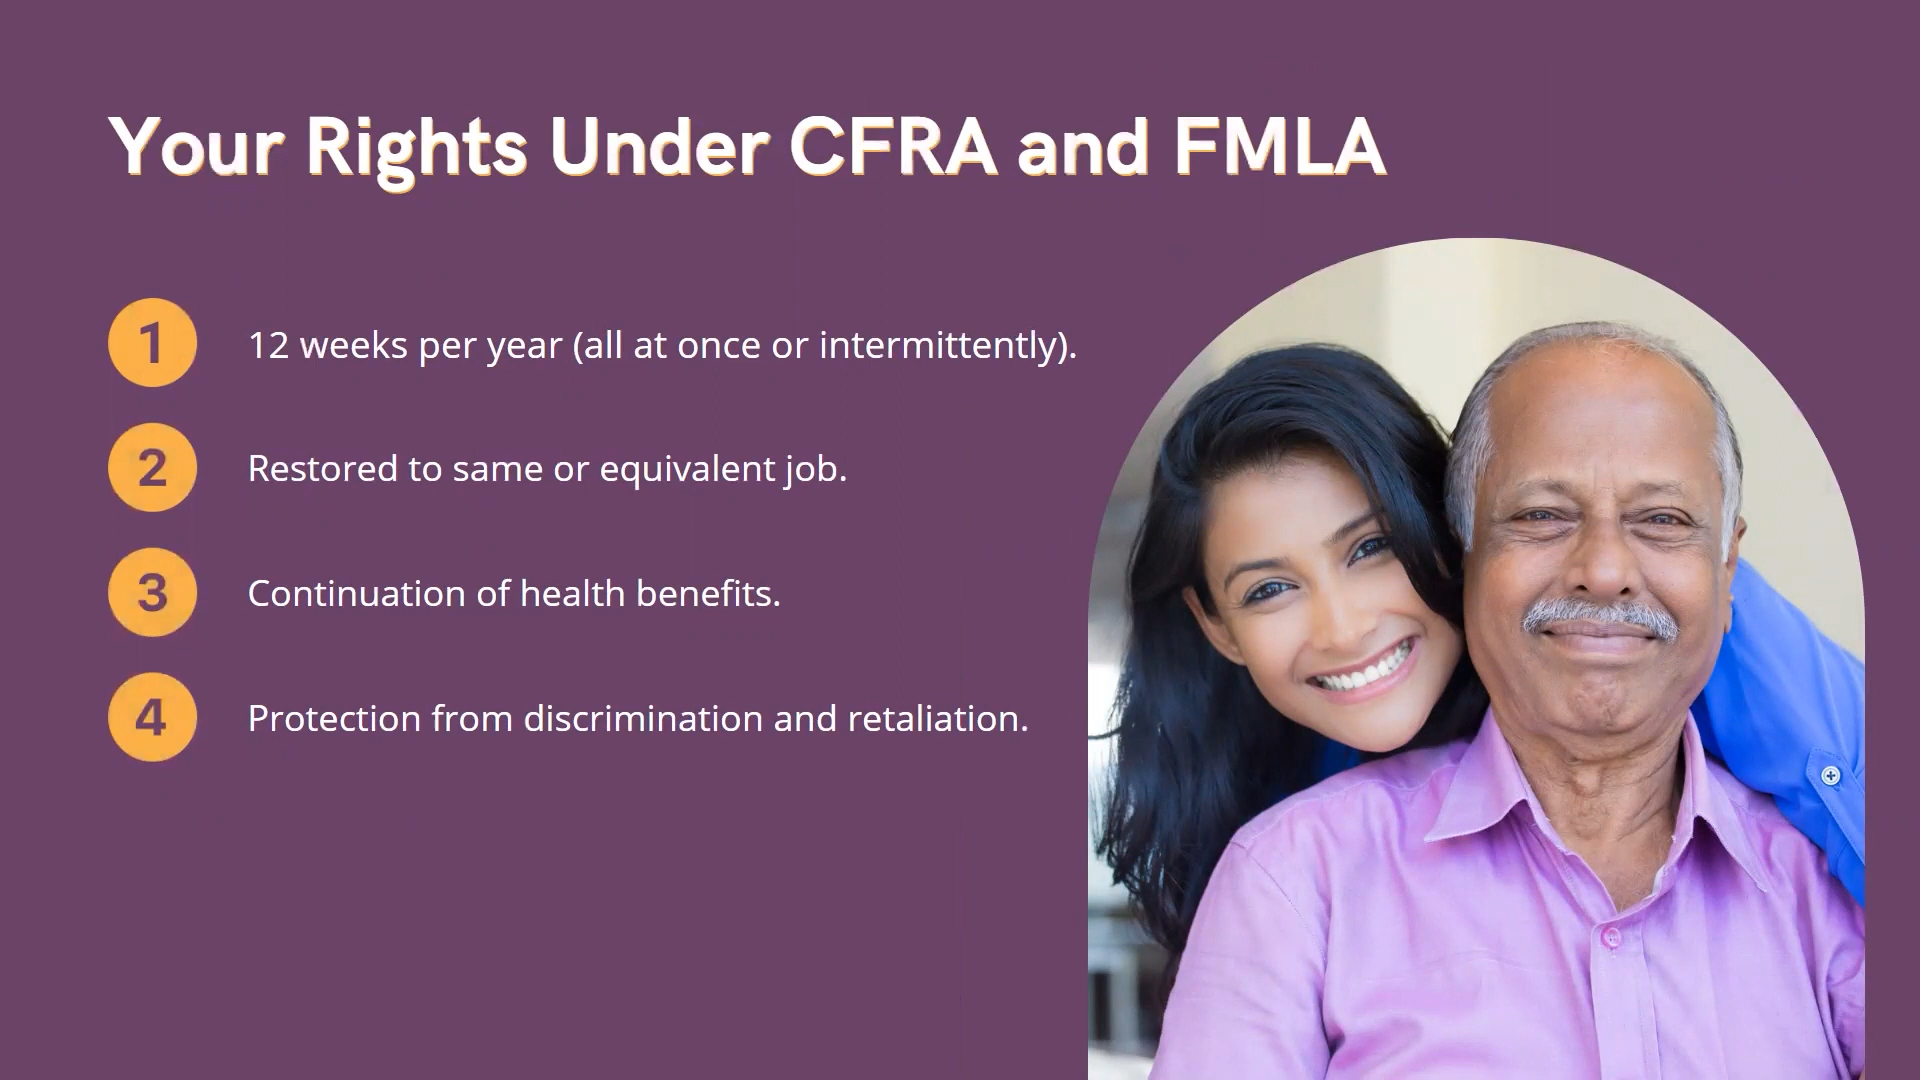 Your Rights Under CFRA and FMLA
1 12 weeks per year (all at once or intermittently).
2 Restored to same or equivalent job.
3 Continuation of health benefits.
4 Protection from discrimination and retaliation.